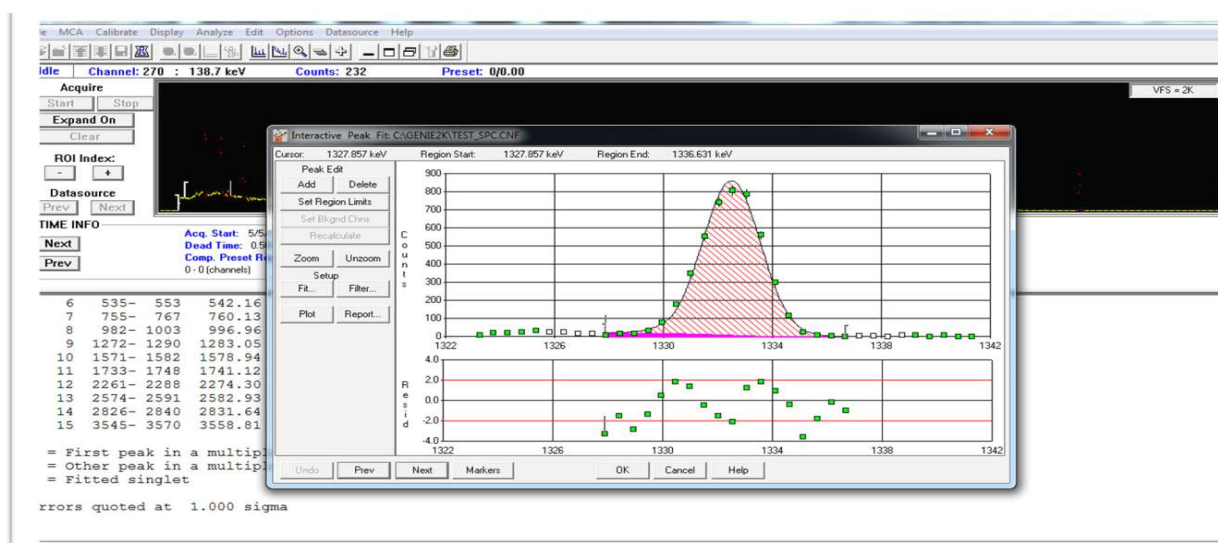 MCA Calibrate Display Analyze Edit Options Datasource Help
Idle Channel: 270 : 138.7 keV Counts: 232 Preset: 0/0.00
Acquire
Start Stop
Expand On
Clear
ROI Index:
- +
Datasource
Prev Next
VFS = 2K
TIME INFO
Next
Prev
Acq. Start: 5/5
Dead Time: 0.5
Comp. Preset R
0 - 0 (channels)
6 535- 553 542.16
7 755- 767 760.13
8 982- 1003 996.96
9 1272- 1290 1283.05
10 1571- 1582 1578.94
11 1733- 1748 1741.12
12 2261- 2288 2274.30
13 2574- 2591 2582.93
14 2826- 2840 2831.64
15 3545- 3570 3558.81
= First peak in a multipl
= Other peak in a multipl
= Fitted singlet
rrors quoted at 1.000 sigma
Interactive Peak Fit: C:\GENIE2K\TEST_SPC.CNF
Cursor: 1327.857 keV Region Start: 1327.857 keV Region End: 1336.631 keV
Peak Edit
Add Delete
Set Region Limits
Set Bkgnd Chns
Recalculate
Zoom Unzoom
Setup
Fit... Filter...
Plot Report...
Counts
900
800
700
600
500
400
300
200
100
0
1322 1326 1330 1334 1338 1342
Resid
4.0
2.0
0.0
-2.0
-4.0
1322 1326 1330 1334 1338 1342
Undo Prev Next Markers OK Cancel Help